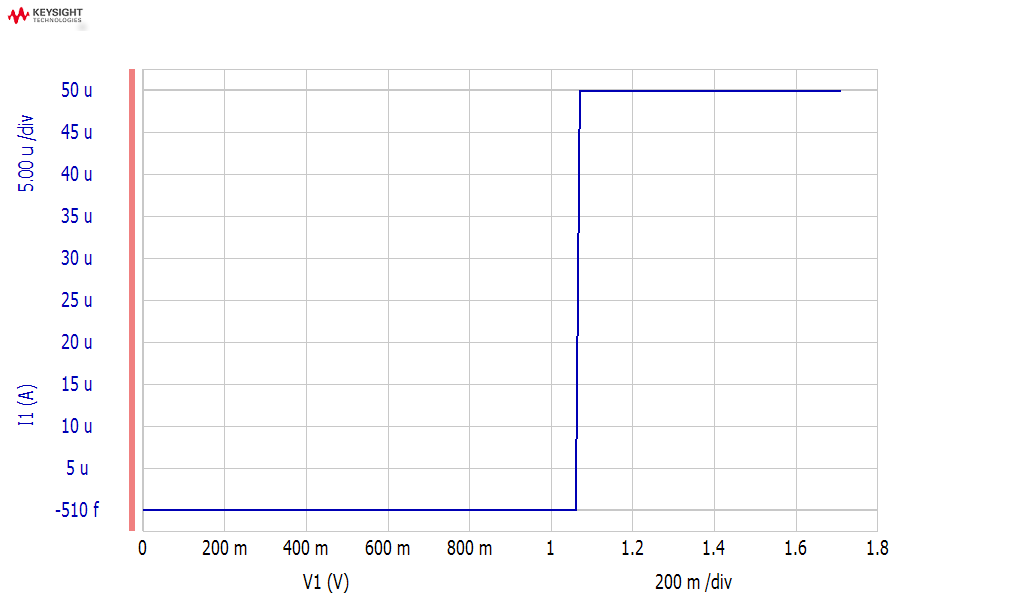 KEYSIGHT
TECHNOLOGIES
5.00 u /div
I1 (A)
50 u
45 u
40 u
35 u
30 u
25 u
20 u
15 u
10 u
5 u
-510 f
0 200 m 400 m 600 m 800 m 1 1.2 1.4 1.6 1.8
V1 (V) 200 m /div